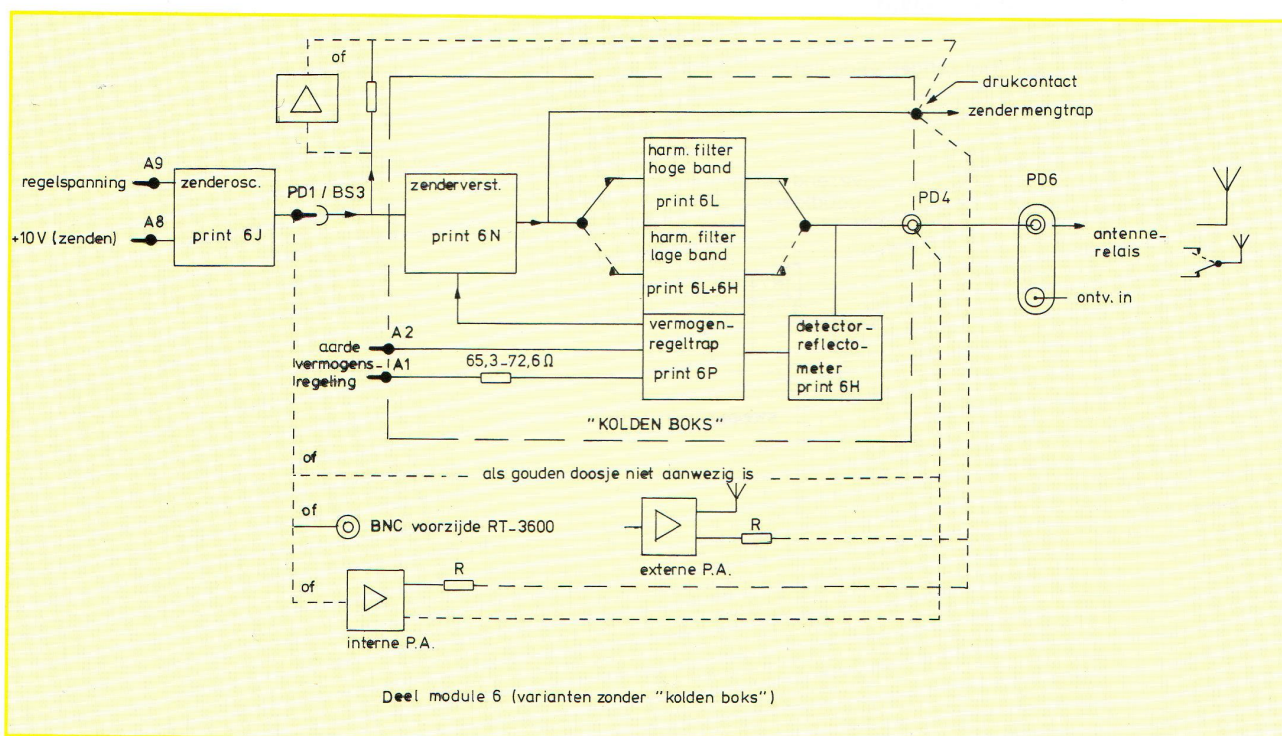 of
drukcontact
zendermengtrap
A9
regelspanning
zenderosc.
PD1 / BS3
A8
+10V (zenden)
print 6J
zenderverst.
print 6N
harm. filter
hoge band
print 6L
harm. filter
lage band
print 6L+6H
PD4
PD6
antenne-
relais
ontv. in
A2
aarde
vermogens-
A1
regeling
65,3-72,6 Ω
vermogen-
regeltrap
print 6P
detector-
reflecto-
meter
print 6H
"KOLDEN BOKS"
of
als gouden doosje niet aanwezig is
of
BNC voorzijde RT-3600
R
externe P.A.
of
R
interne P.A.
Deel module 6 (varianten zonder "kolden boks")